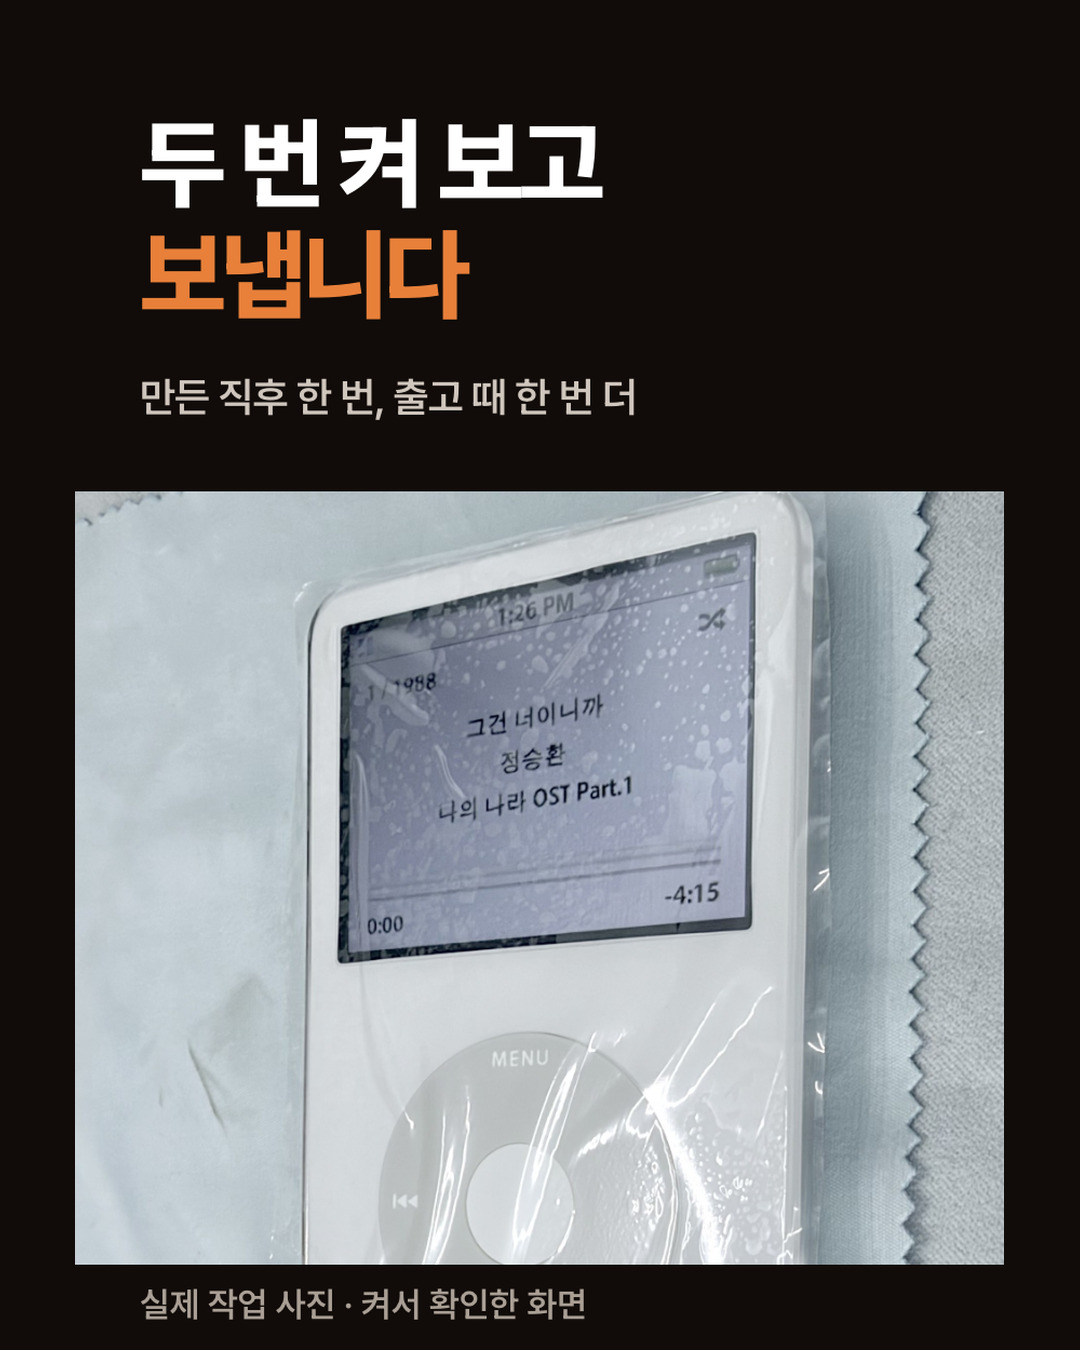 두 번 켜 보고
보냅니다
만든 직후 한 번, 출고 때 한 번 더
1:26 PM
1 / 1988
그건 너이니까
정승환
나의 나라 OST Part.1
0:00
-4:15
MENU
실제 작업 사진 · 켜서 확인한 화면